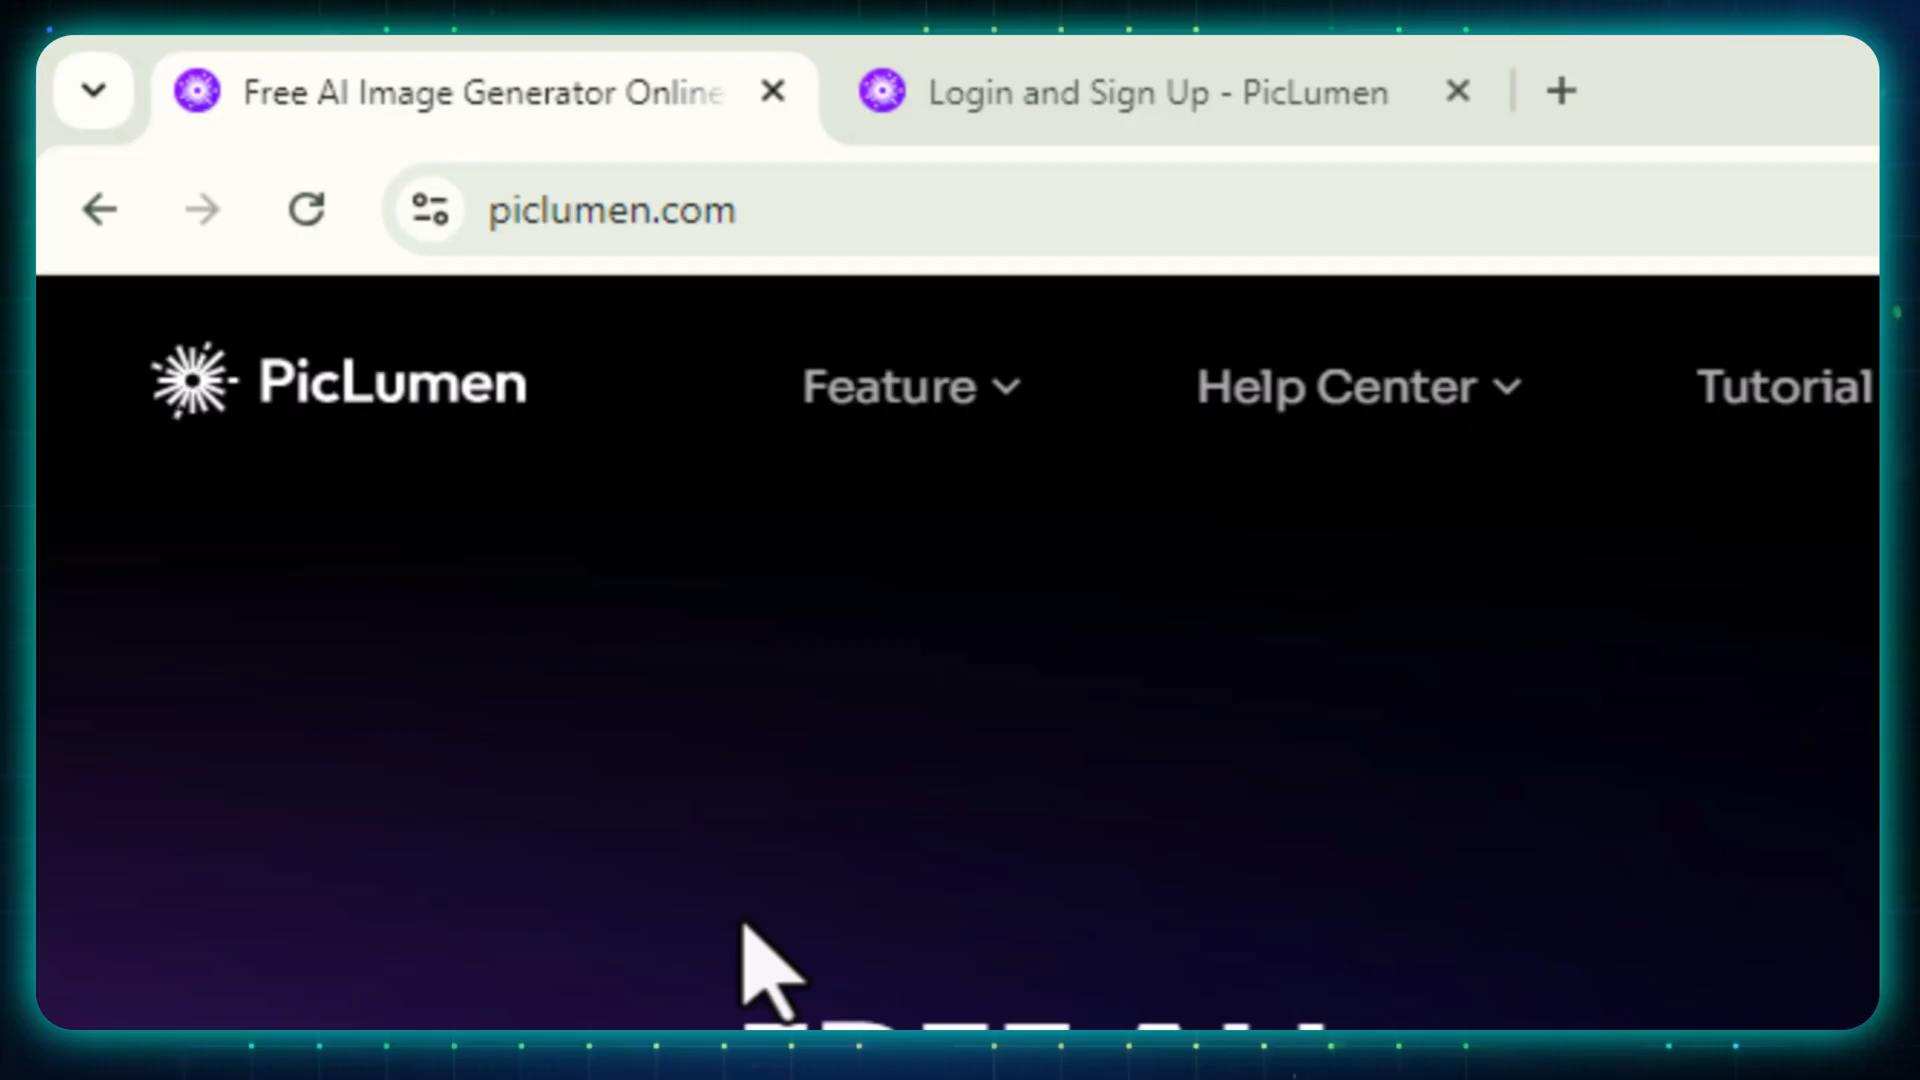 Free AI Image Generator Online
Login and Sign Up - PicLumen
piclumen.com
PicLumen
Feature
Help Center
Tutorial